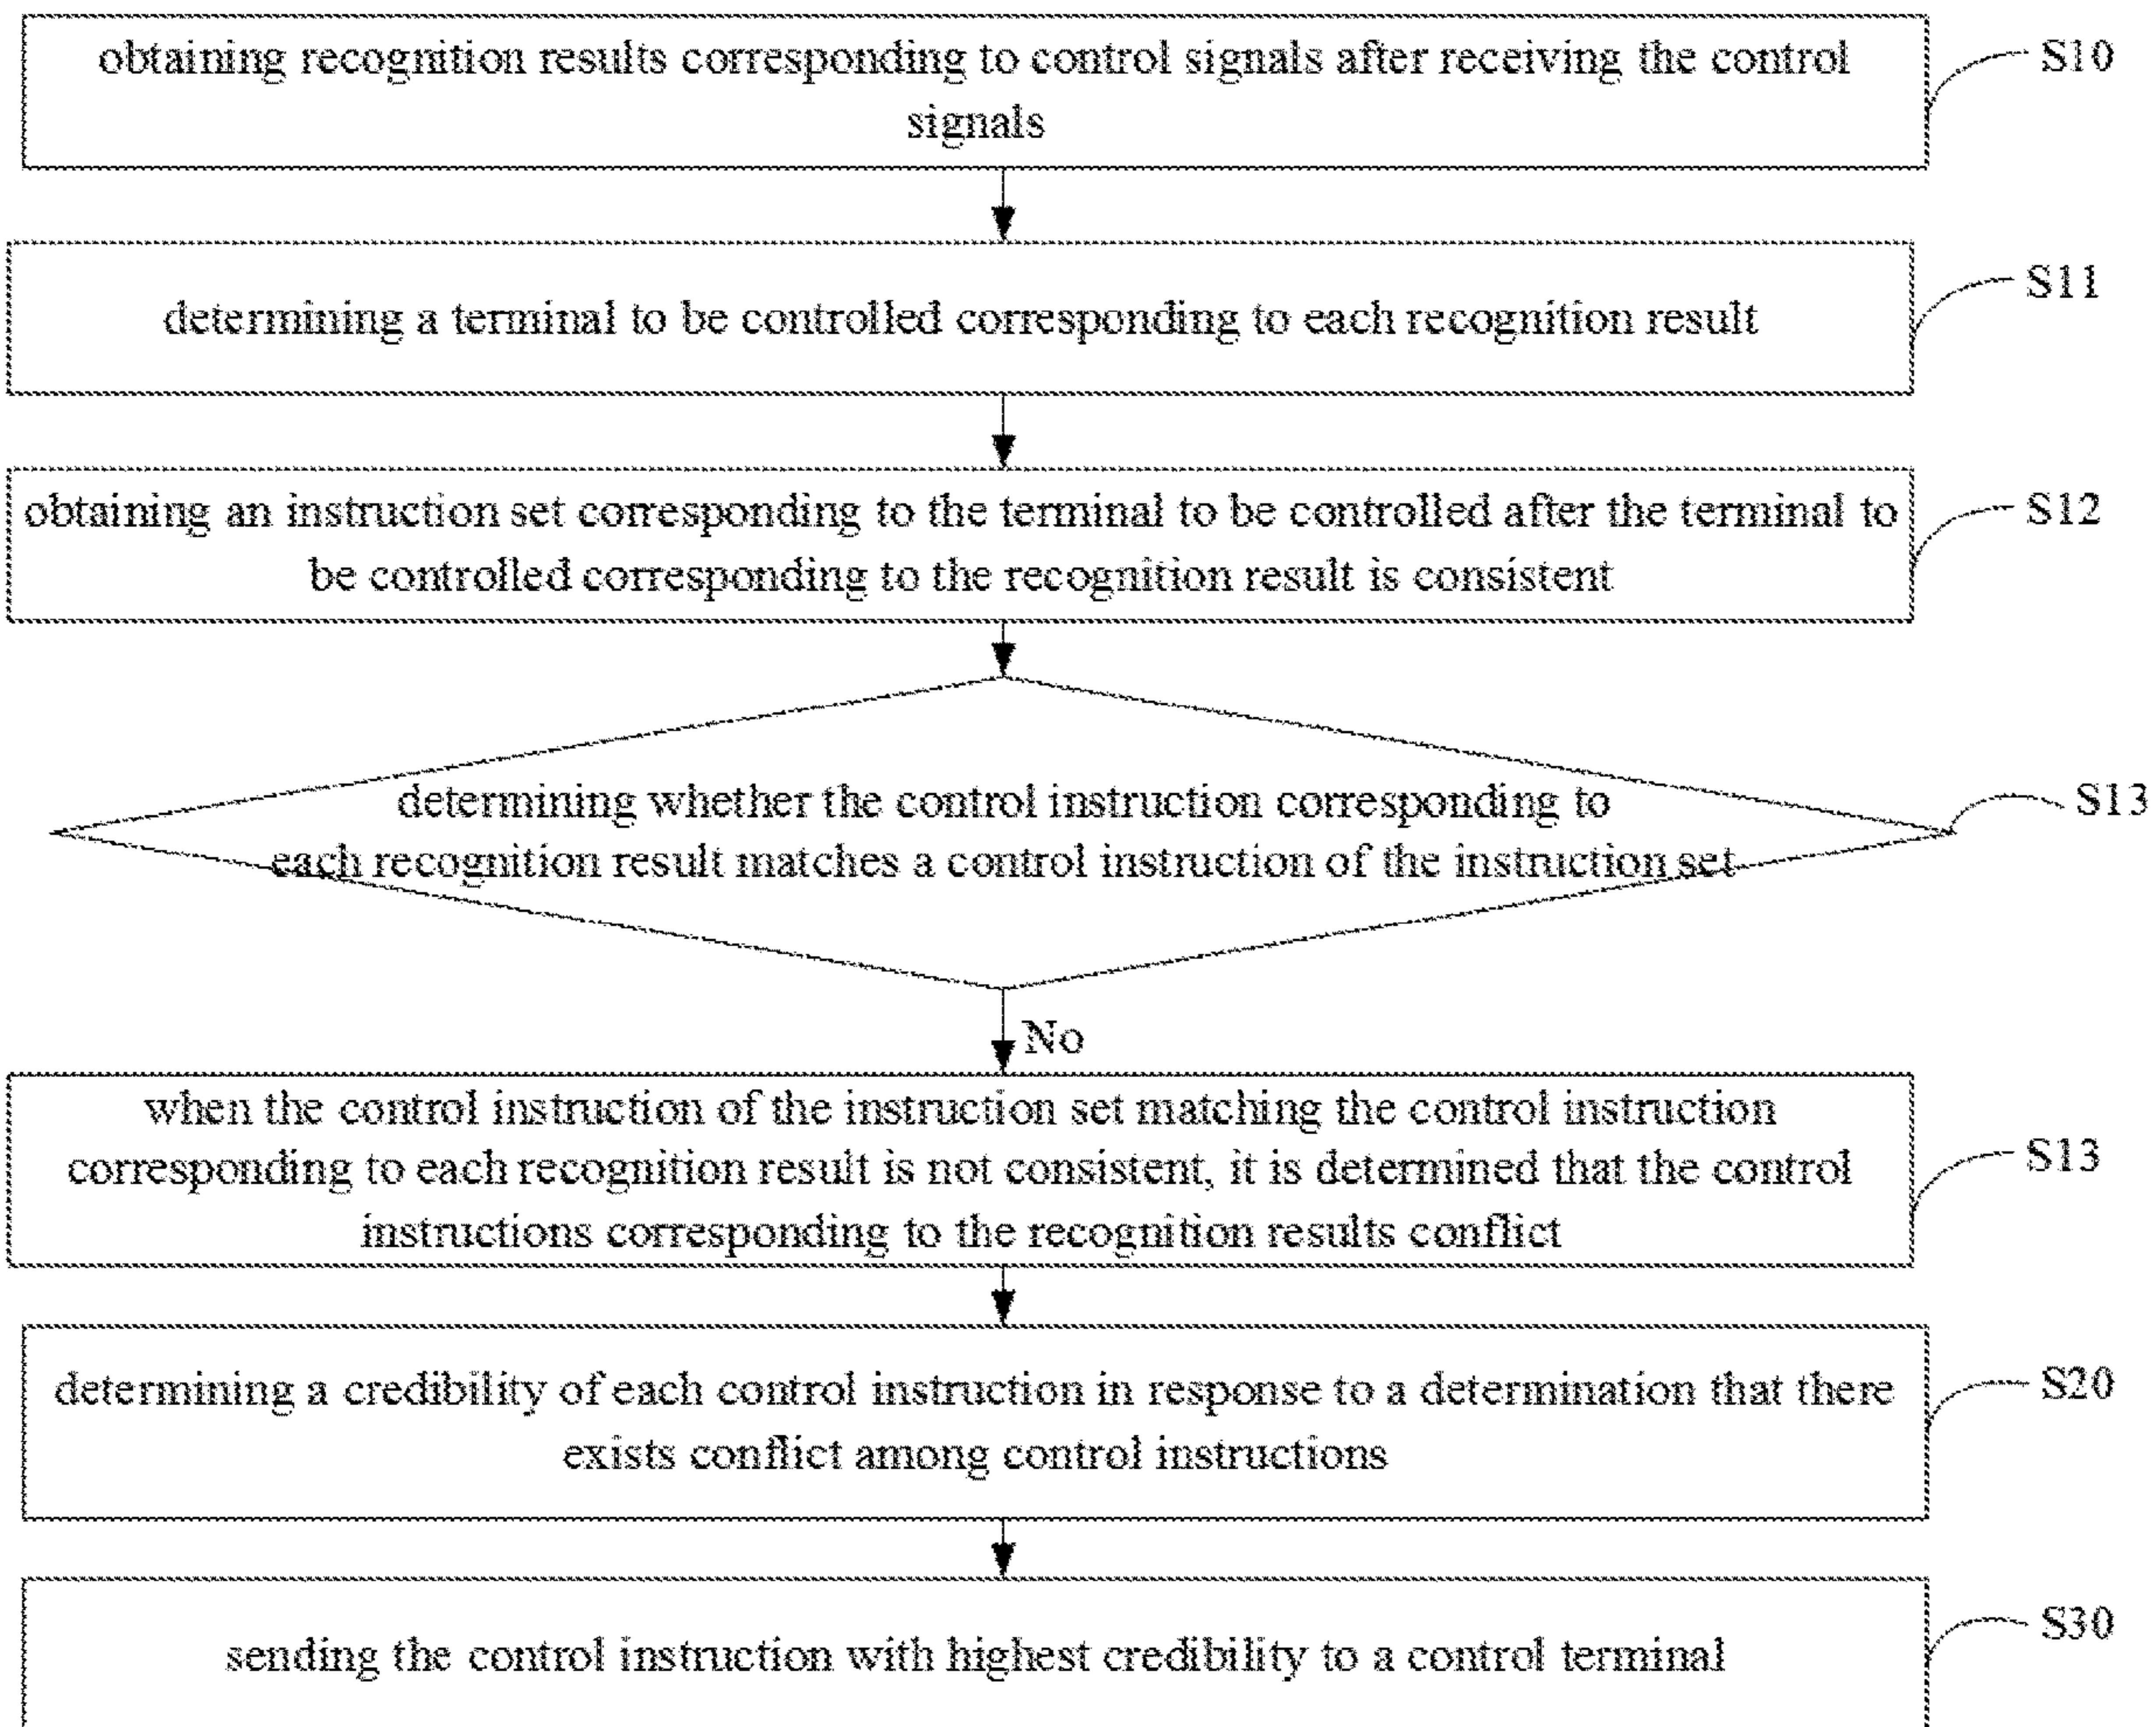 obtaining recognition results corresponding to control signals after receiving the control
signals
S10
determining a terminal to be controlled corresponding to each recognition result
S11
obtaining an instruction set corresponding to the terminal to be controlled after the terminal to
be controlled corresponding to the recognition result is consistent
S12
determining whether the control instruction corresponding to
each recognition result matches a control instruction of the instruction set
S13
No
when the control instruction of the instruction set matching the control instruction
corresponding to each recognition result is not consistent, it is determined that the control
instructions corresponding to the recognition results conflict
S13
determining a credibility of each control instruction in response to a determination that there
exists conflict among control instructions
S20
sending the control instruction with highest credibility to a control terminal
S30